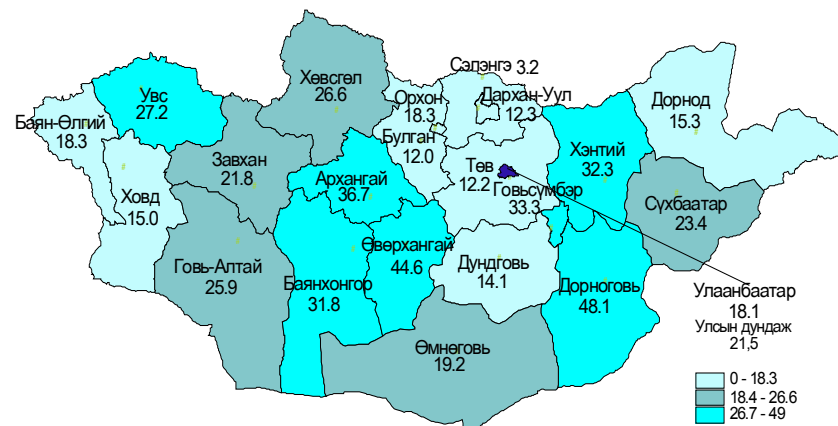 Сэлэнгэ 3.2
Хөвсгөл
26.6
Увс
27.2
Орхон
18.3
Дархан-Уул
12.3
Дорнод
15.3
Баян-Өлгий
18.3
Булган
12.0
Завхан
21.8
Төв
12.2
Хэнтий
32.3
Архангай
36.7
Ховд
15.0
Говьсүмбэр
33.3
Сүхбаатар
23.4
Өвөрхангай
44.6
Говь-Алтай
25.9
Баянхонгор
31.8
Дундговь
14.1
Дорноговь
48.1
Улаанбаатар
18.1
Улсын дундаж
21,5
Өмнөговь
19.2
0 - 18.3
18.4 - 26.6
26.7 - 49